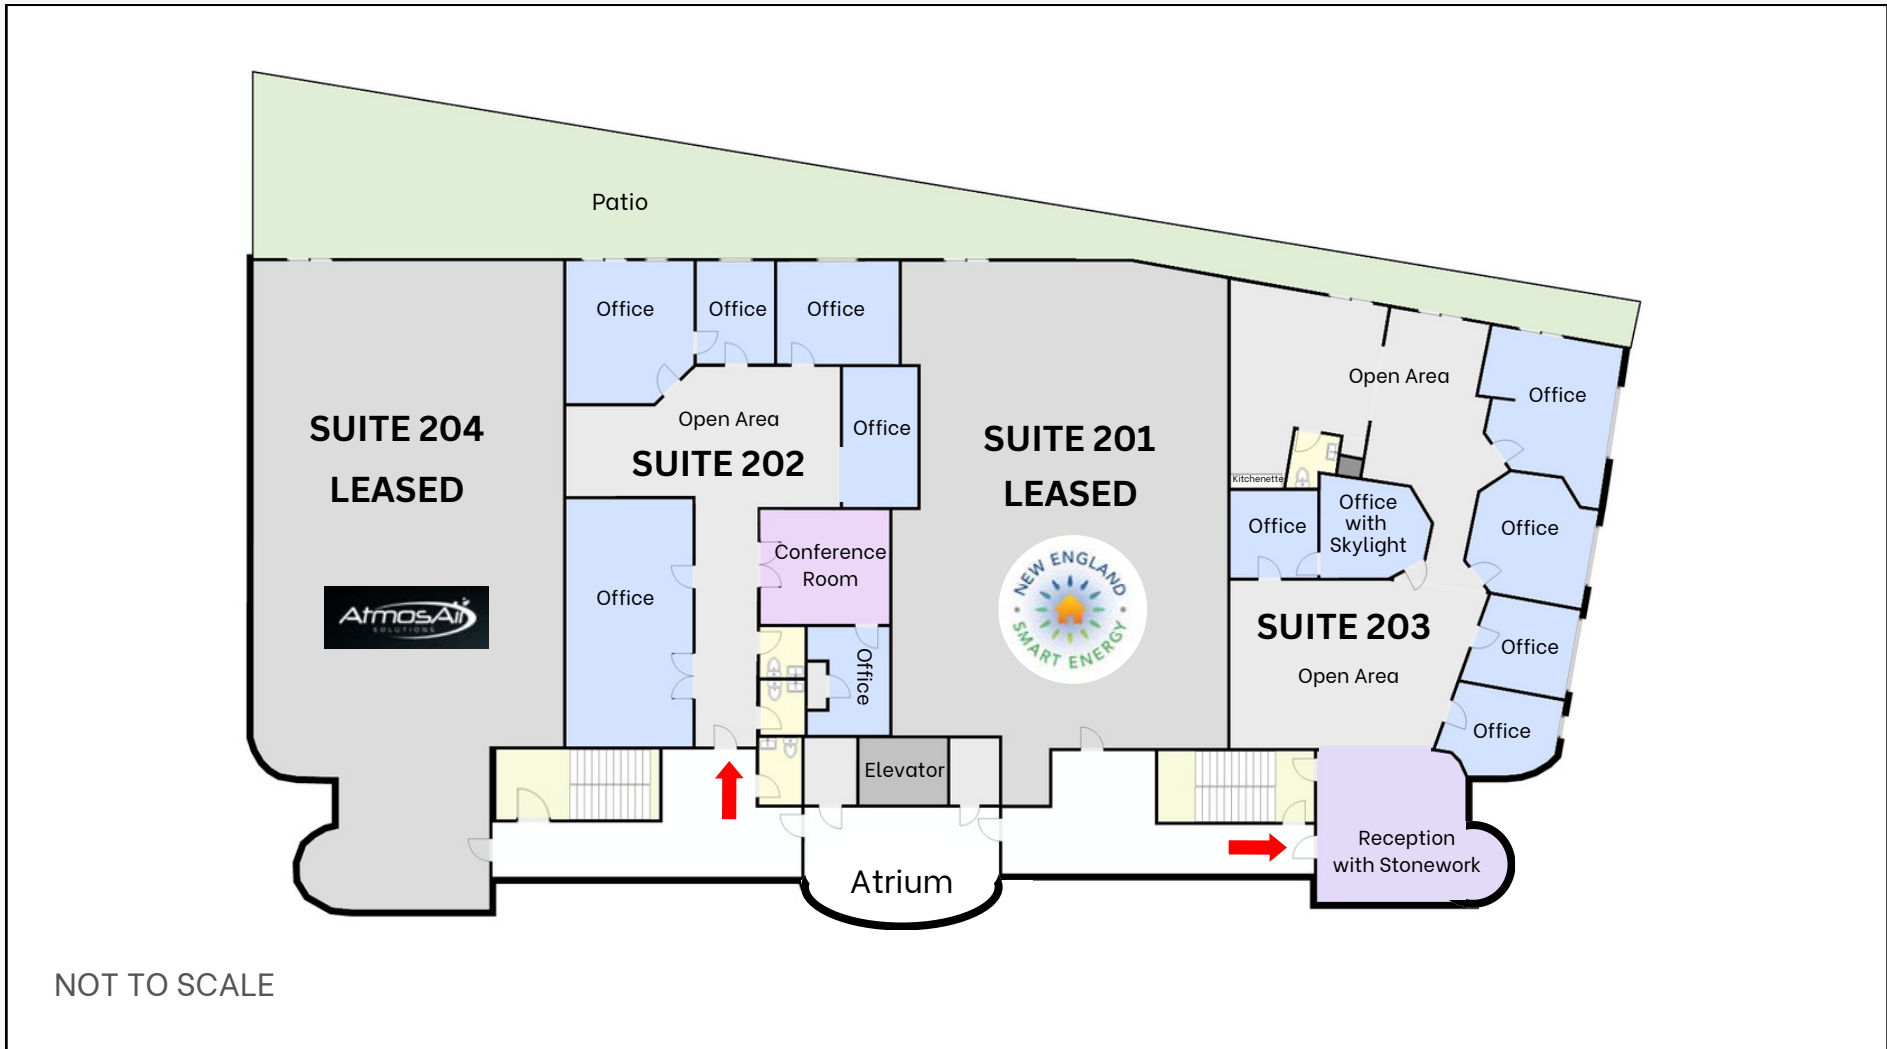 Patio
Office
Office
Office
Open Area
Office
SUITE 202
SUITE 204
LEASED
AtmosAir
SOLUTIONS
Office
Conference
Room
Office
SUITE 201
LEASED
NEW ENGLAND
SMART ENERGY
Open Area
Office
Kitchenette
Office
Office
with
Skylight
Office
SUITE 203
Open Area
Office
Office
Elevator
Atrium
Reception
with Stonework
NOT TO SCALE